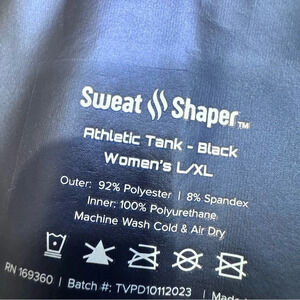 Sweat Shaper™
Athletic Tank - Black
Women's L/XL
Outer: 92% Polyester | 8% Spandex
Inner: 100% Polyurethane
Machine Wash Cold & Air Dry
RN 169360 | Batch #: TVPD10112023 | Made